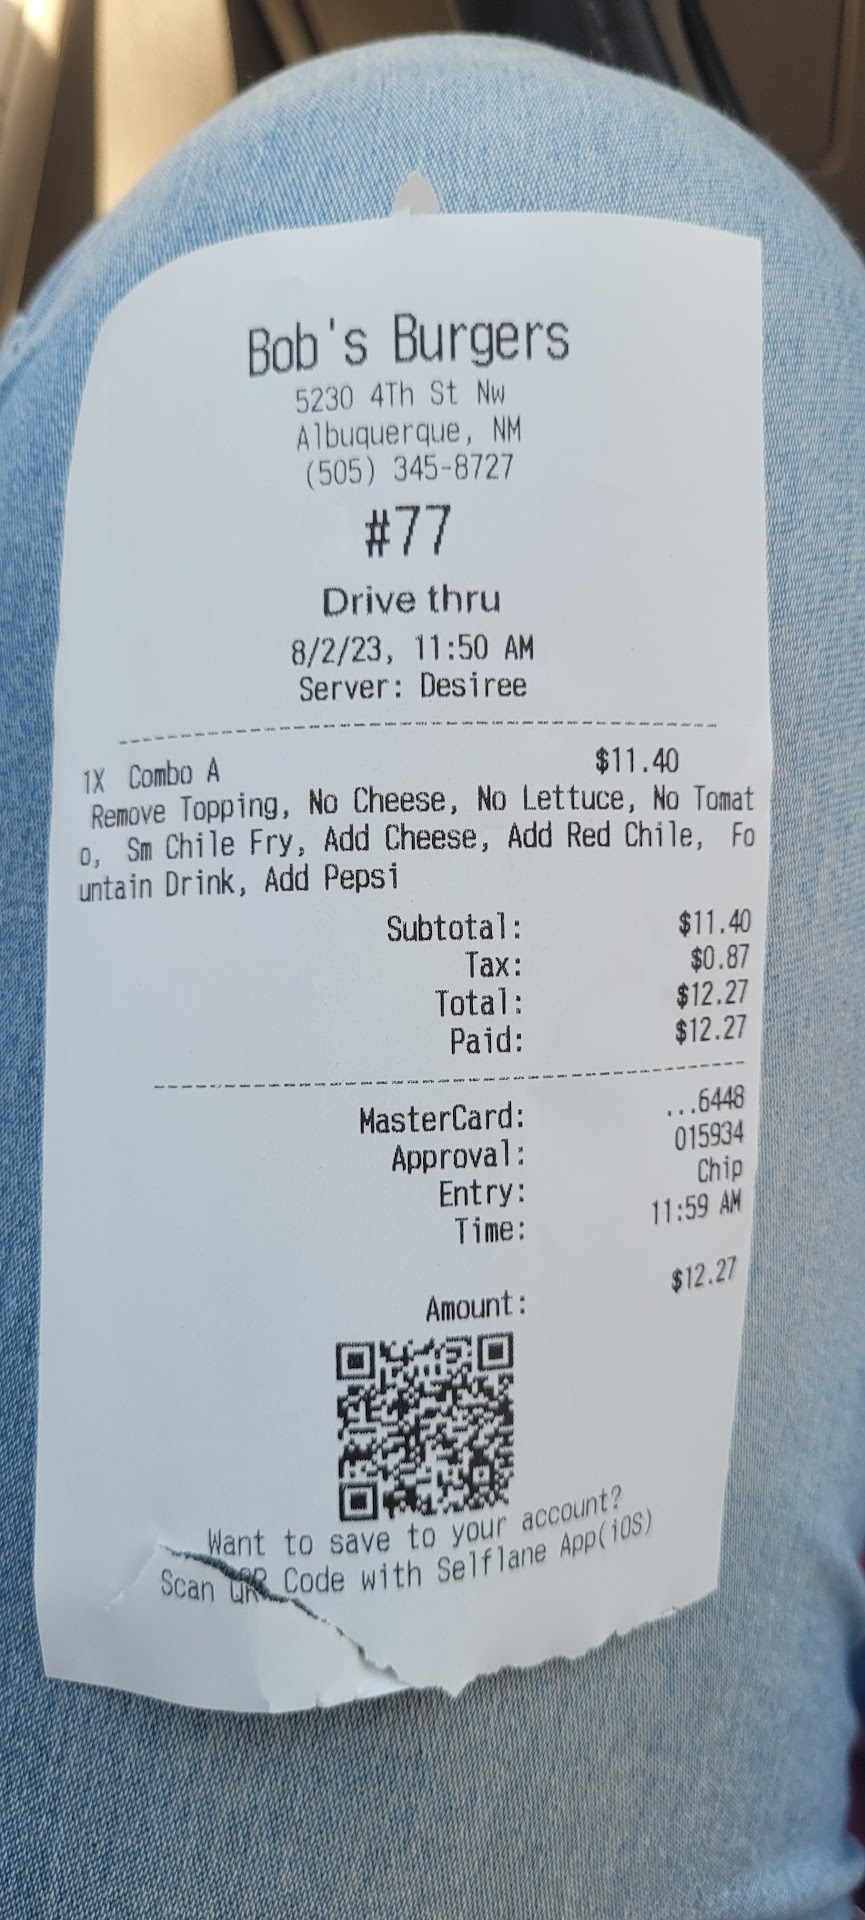 Bob's Burgers
5230 4Th St Nw
Albuquerque, NM
(505) 345-8727
#77
Drive thru
8/2/23, 11:50 AM
Server: Desiree
1X Combo A $11.40
Remove Topping, No Cheese, No Lettuce, No Tomat
o, Sm Chile Fry, Add Cheese, Add Red Chile, Fo
untain Drink, Add Pepsi
Subtotal: $11.40
Tax: $0.87
Total: $12.27
Paid: $12.27
MasterCard: ...6448
Approval: 015934
Entry: Chip
Time: 11:59 AM
Amount: $12.27
Want to save to your account?
Scan QR Code with Selflane App(iOS)